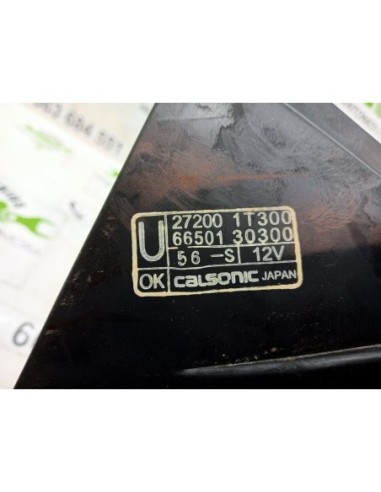 U
27200 1T300
66501 30300
56 -S 12V
OK calsonic JAPAN